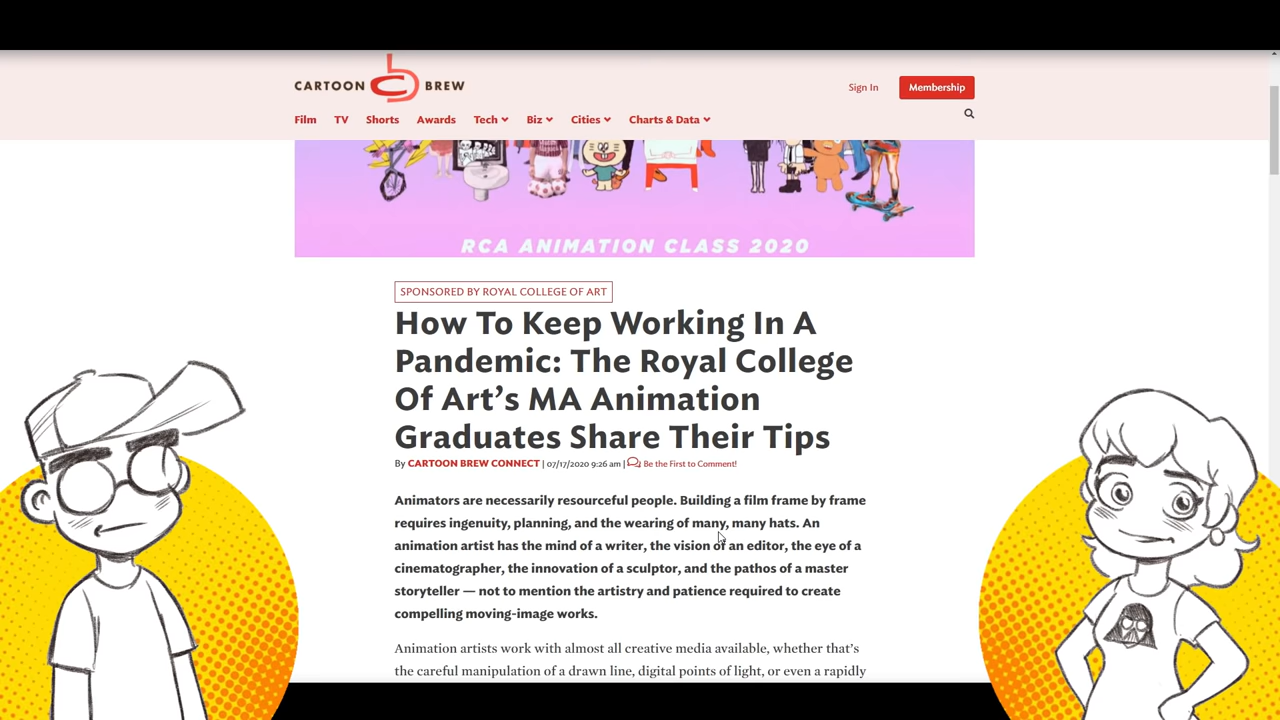 CARTOON BREW
Sign In
Membership
Film TV Shorts Awards Tech Biz Cities Charts & Data
RCA ANIMATION CLASS 2020
SPONSORED BY ROYAL COLLEGE OF ART
How To Keep Working In A
Pandemic: The Royal College
Of Art's MA Animation
Graduates Share Their Tips
By CARTOON BREW CONNECT | 07/17/2020 9:26 am | Be the First to Comment!
Animators are necessarily resourceful people. Building a film frame by frame
requires ingenuity, planning, and the wearing of many, many hats. An
animation artist has the mind of a writer, the vision of an editor, the eye of a
cinematographer, the innovation of a sculptor, and the pathos of a master
storyteller — not to mention the artistry and patience required to create
compelling moving-image works.
Animation artists work with almost all creative media available, whether that's
the careful manipulation of a drawn line, digital points of light, or even a rapidly